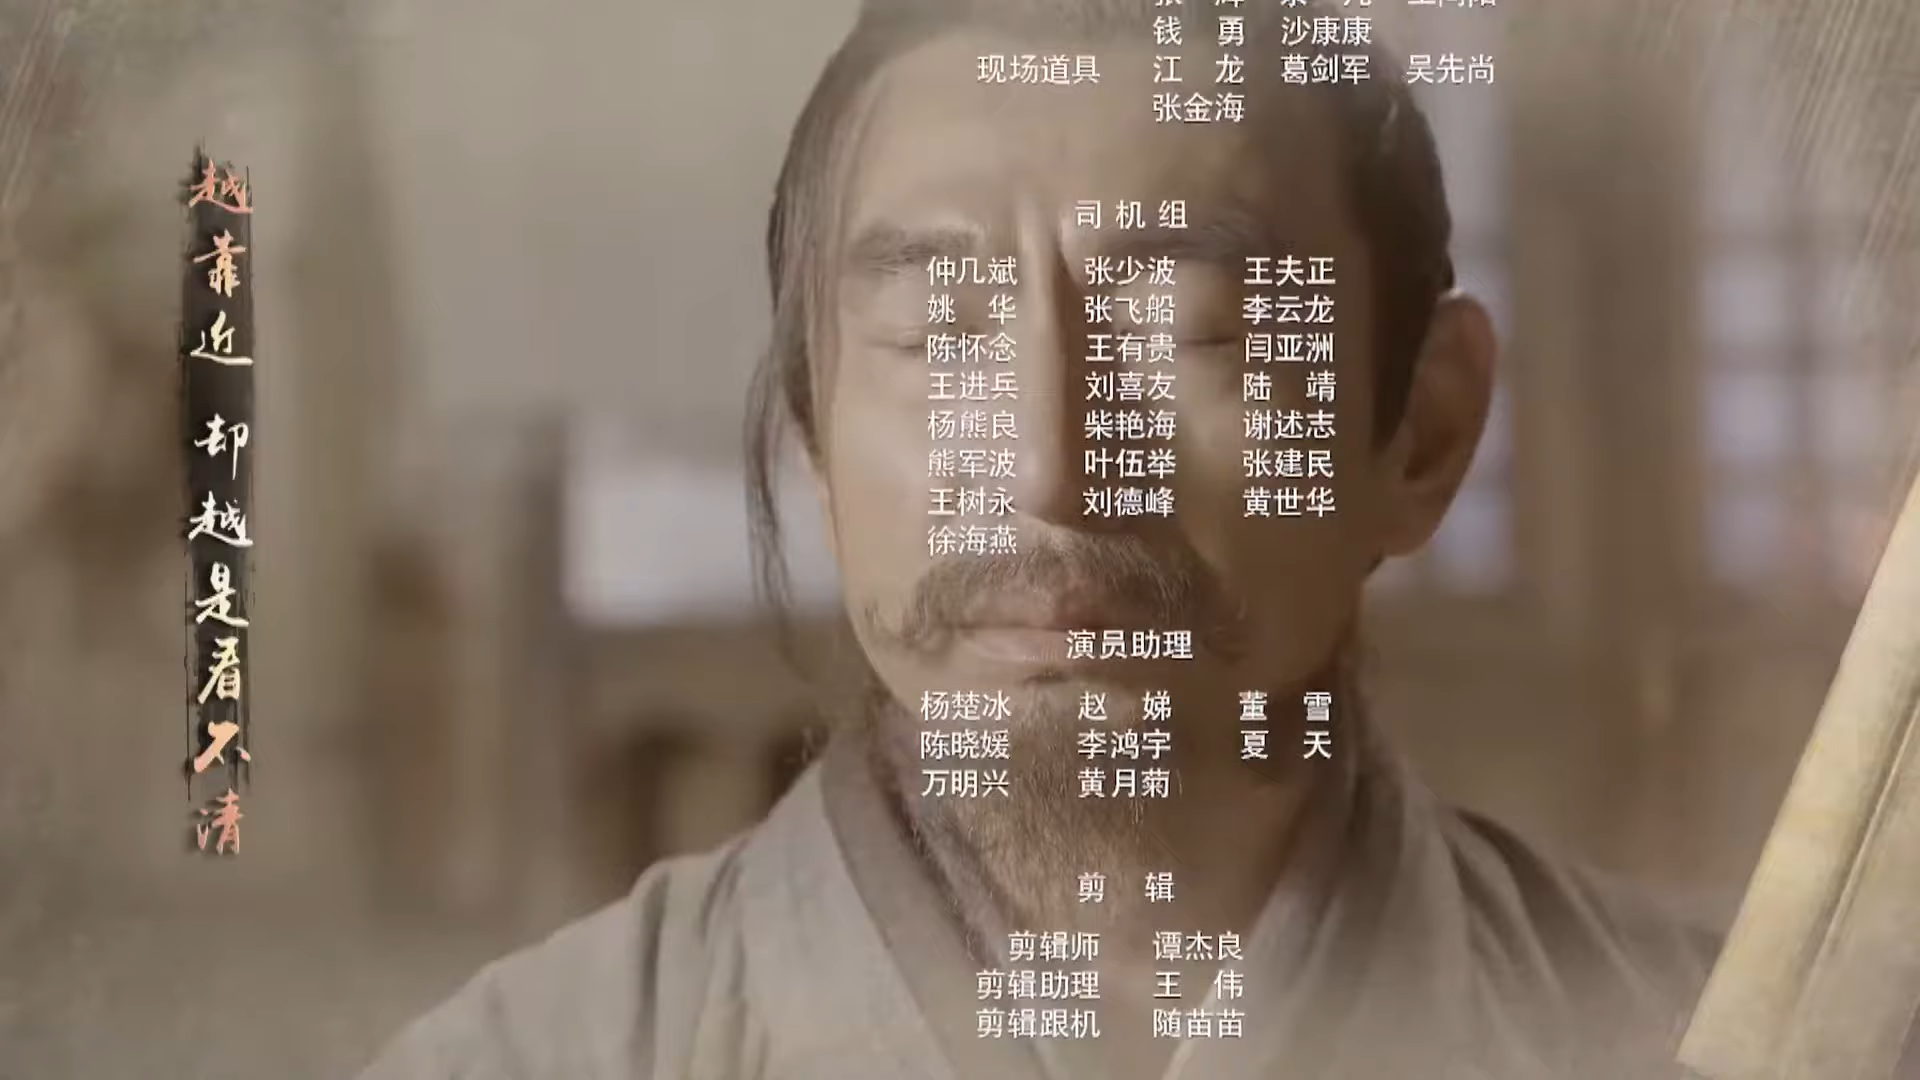 越靠近 却越是看不清
钱 勇 沙康康
现场道具 江 龙 葛剑军 吴先尚
张金海
司机组
仲几斌 张少波 王夫正
姚 华 张飞船 李云龙
陈怀念 王有贵 闫亚洲
王进兵 刘喜友 陆 靖
杨熊良 柴艳海 谢述志
熊军波 叶伍举 张建民
王树永 刘德峰 黄世华
徐海燕
演员助理
杨楚冰 赵 娣 董 雪
陈晓媛 李鸿宇 夏 天
万明兴 黄月菊
剪 辑
剪辑师 谭杰良
剪辑助理 王 伟
剪辑跟机 随苗苗